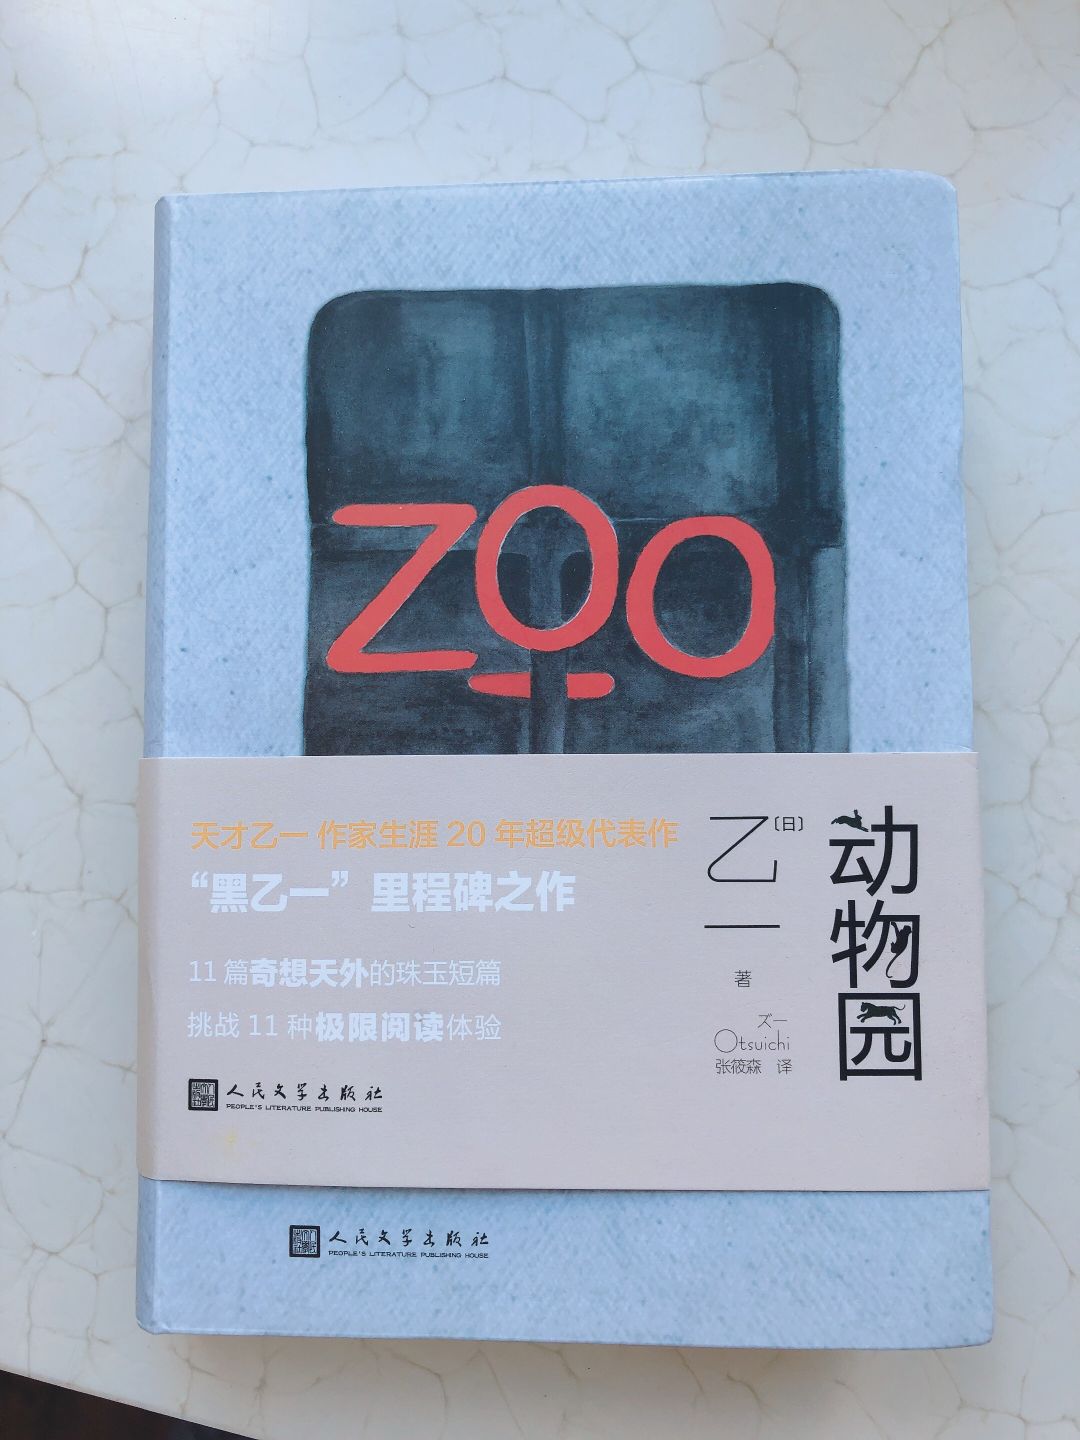 ZOO
天才乙一 作家生涯 20 年超级代表作
“黑乙一”里程碑之作
11 篇奇想天外的珠玉短篇
挑战 11 种极限阅读体验
人民文学出版社
PEOPLE'S LITERATURE PUBLISHING HOUSE
动物园
〔日〕
乙一
著
Otsuichi
张筱森 译
人民文学出版社
PEOPLE'S LITERATURE PUBLISHING HOUSE